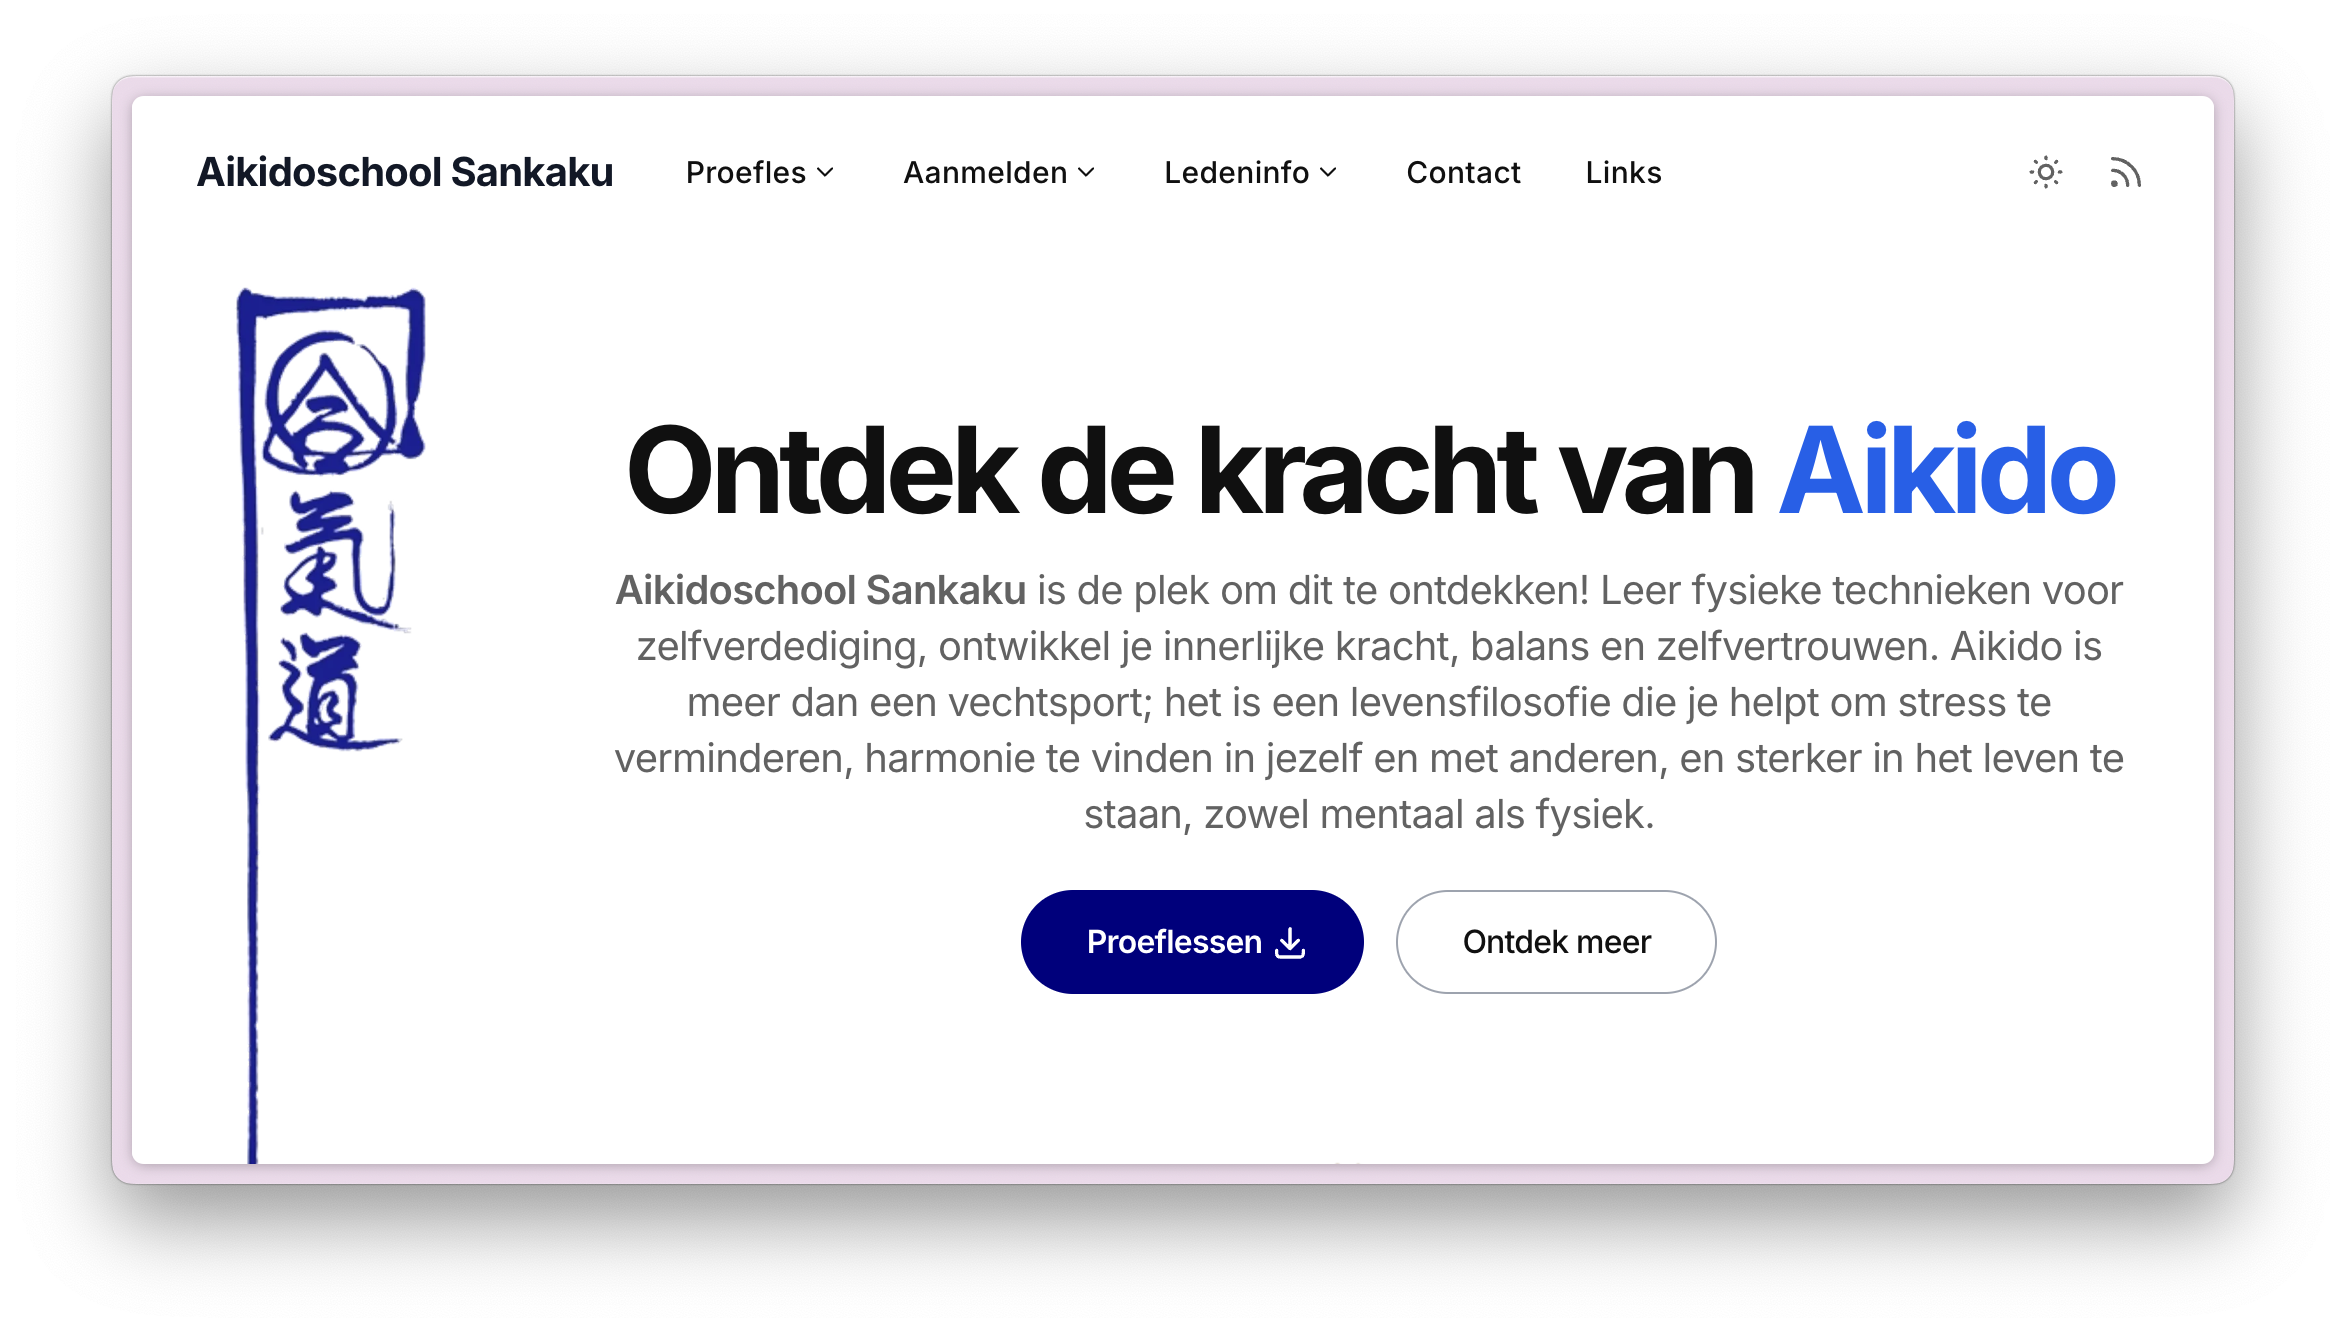 Aikidoschool Sankaku
Proefles
Aanmelden
Ledeninfo
Contact
Links
合
氣
道
Ontdek de kracht van Aikido
Aikidoschool Sankaku is de plek om dit te ontdekken! Leer fysieke technieken voor
zelfverdediging, ontwikkel je innerlijke kracht, balans en zelfvertrouwen. Aikido is
meer dan een vechtsport; het is een levensfilosofie die je helpt om stress te
verminderen, harmonie te vinden in jezelf en met anderen, en sterker in het leven te
staan, zowel mentaal als fysiek.
Proeflessen
Ontdek meer